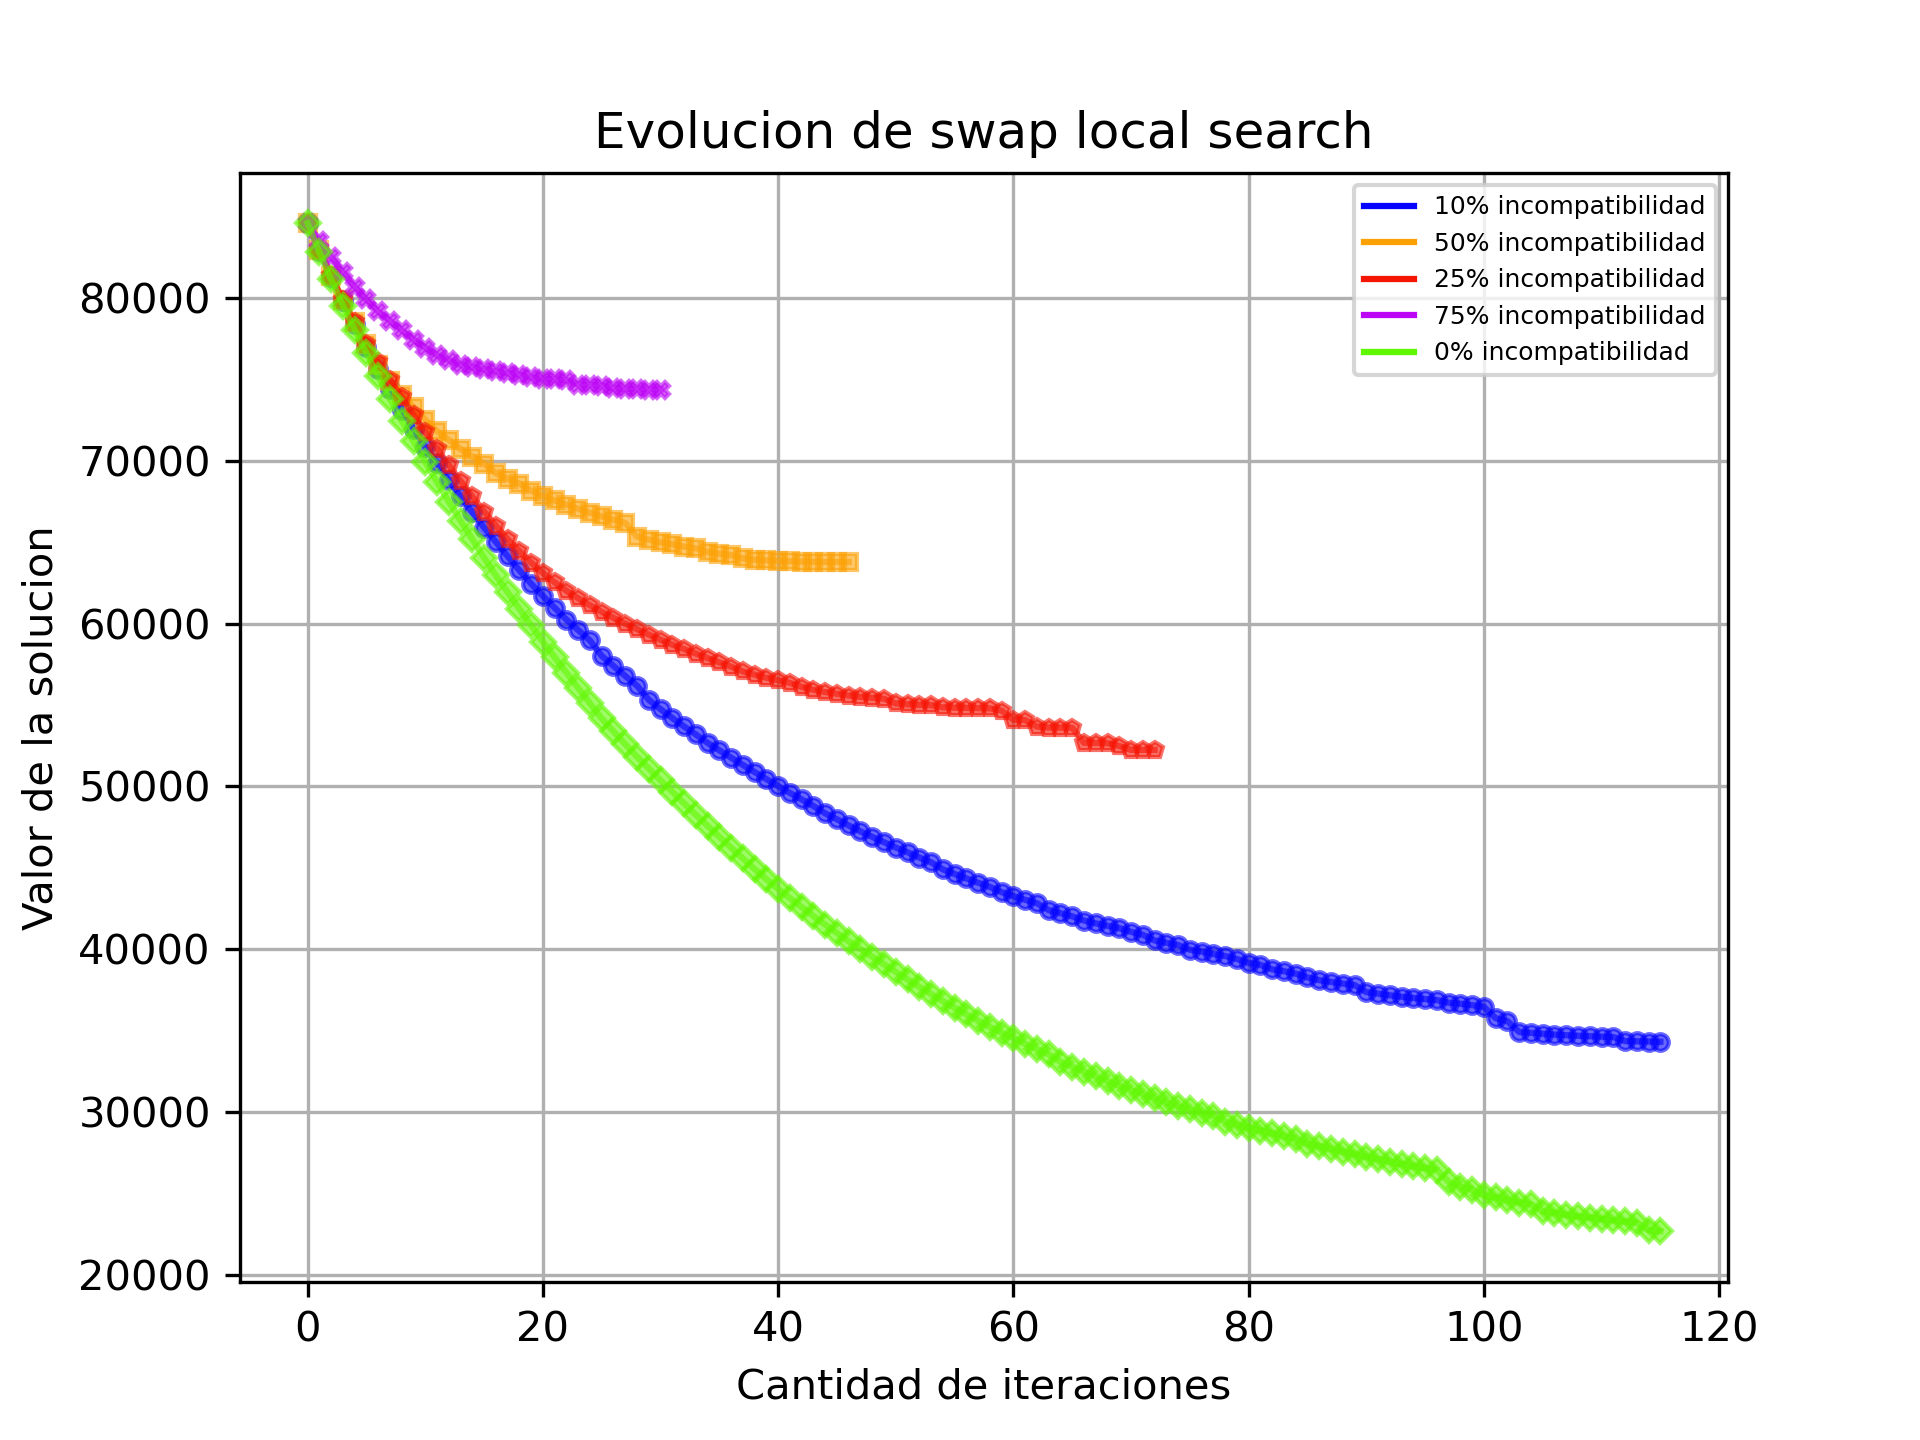 Evolucion de swap local search
10% incompatibilidad
50% incompatibilidad
25% incompatibilidad
75% incompatibilidad
0% incompatibilidad
Valor de la solucion
80000
70000
60000
50000
40000
30000
20000
0 20 40 60 80 100 120
Cantidad de iteraciones